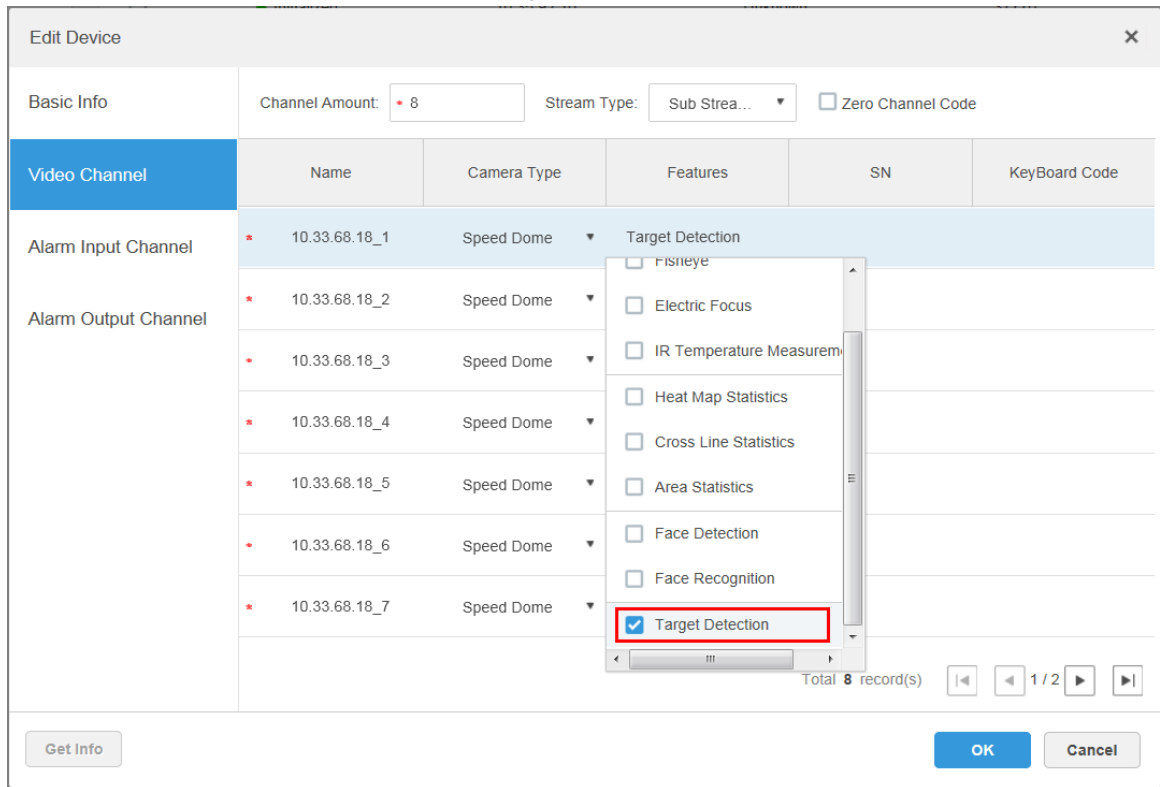 Edit Device
Basic Info
Channel Amount: * 8 Stream Type: Sub Strea... Zero Channel Code
Video Channel
Name Camera Type Features SN KeyBoard Code
Alarm Input Channel
* 10.33.68.18_1 Speed Dome Target Detection
Fisheye
Alarm Output Channel
* 10.33.68.18_2 Speed Dome
Electric Focus
* 10.33.68.18_3 Speed Dome
IR Temperature Measurem
Heat Map Statistics
* 10.33.68.18_4 Speed Dome
Cross Line Statistics
* 10.33.68.18_5 Speed Dome
Area Statistics
* 10.33.68.18_6 Speed Dome
Face Detection
Face Recognition
* 10.33.68.18_7 Speed Dome
Target Detection
Total 8 record(s) 1 / 2
Get Info OK Cancel